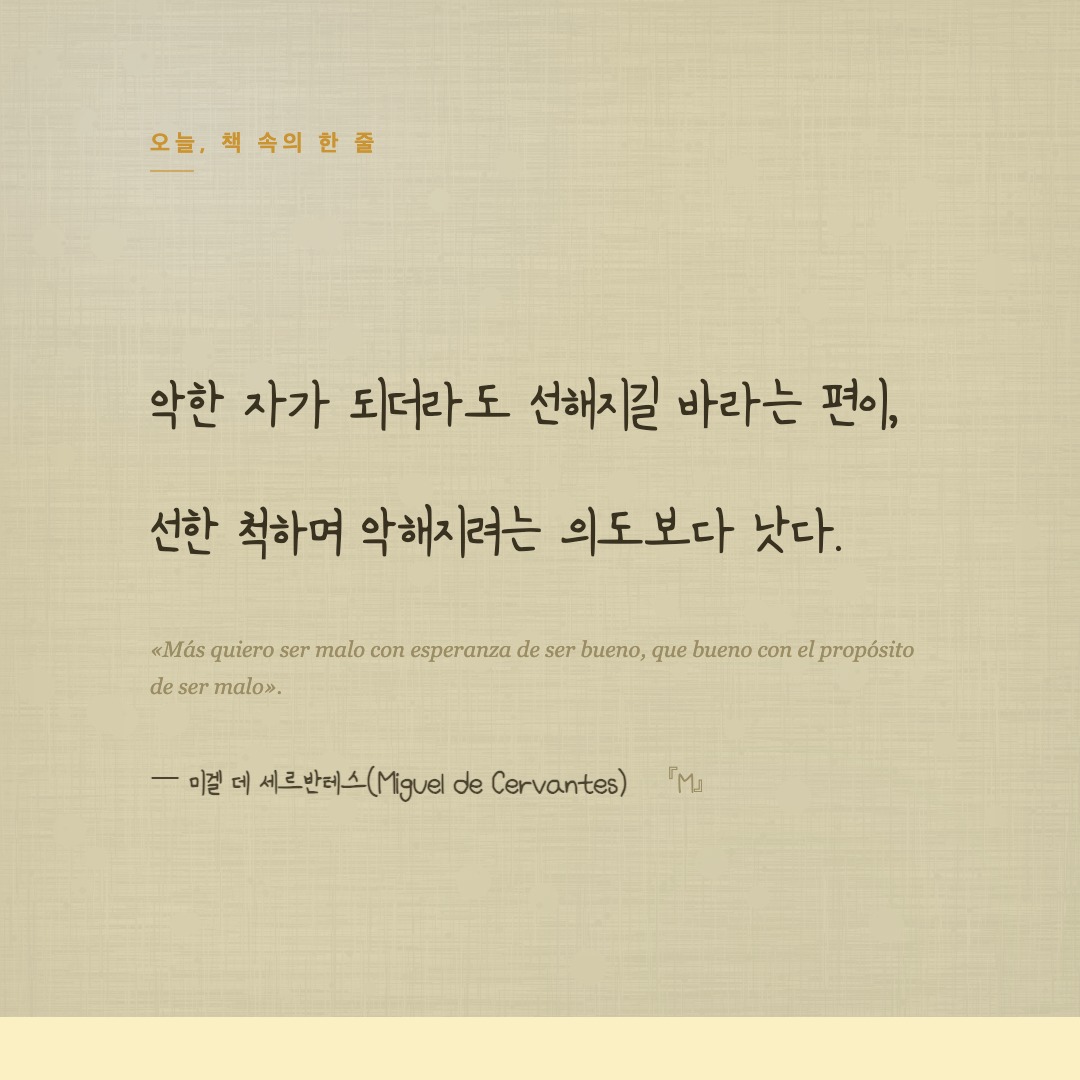 오늘, 책 속의 한 줄
악한 자가 되더라도 선해지길 바라는 편이,
선한 척하며 악해지려는 의도보다 낫다.
«Más quiero ser malo con esperanza de ser bueno, que bueno con el propósito
de ser malo».
— 미겔 데 세르반테스(Miguel de Cervantes) 『M』